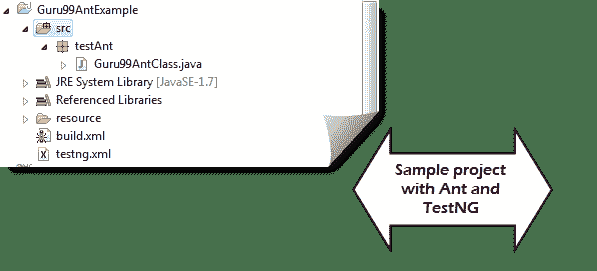 Guru99AntExample
src
testAnt
Guru99AntClass.java
JRE System Library [JavaSE-1.7]
Referenced Libraries
resource
build.xml
testng.xml
Sample project
with Ant and
TestNG